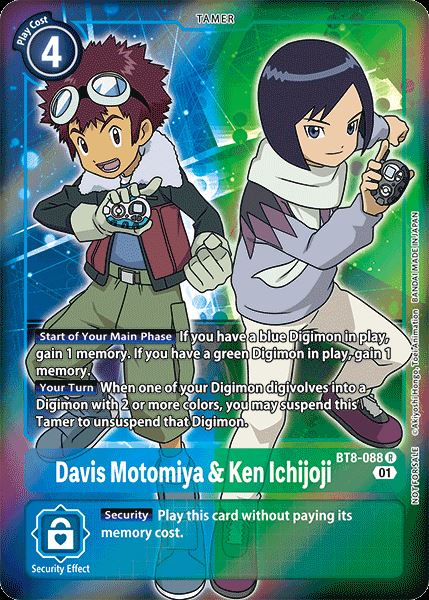 TAMER
Play Cost
4
Start of Your Main Phase If you have a blue Digimon in play,
gain 1 memory. If you have a green Digimon in play, gain 1
memory.
Your Turn When one of your Digimon digivolves into a
Digimon with 2 or more colors, you may suspend this
Tamer to unsuspend that Digimon.
BT8-088 R
Davis Motomiya & Ken Ichijoji
01
Security Play this card without paying its
memory cost.
Security Effect
NOT FOR SALE ©Akiyoshi Hongo, Toei Animation BANDAI MADE IN JAPAN